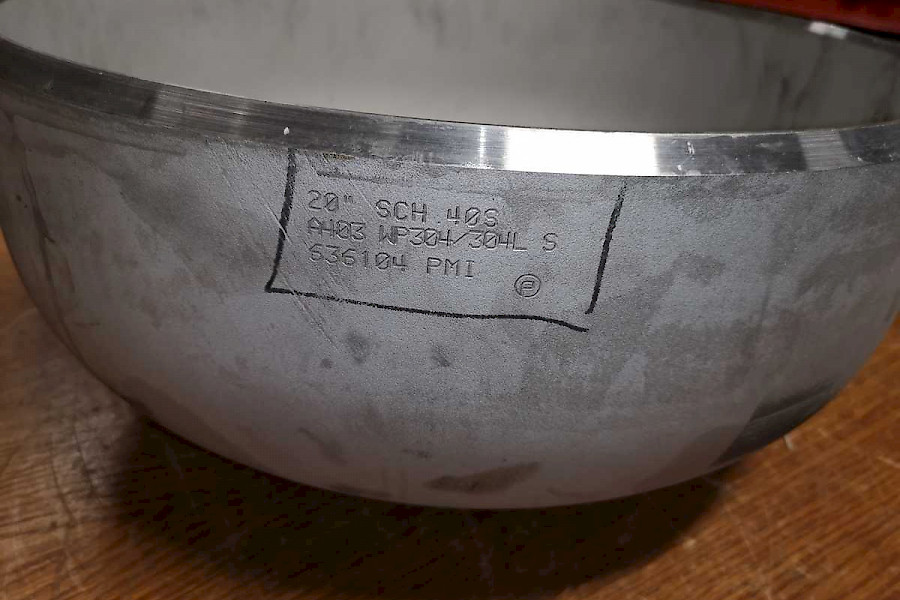 20" SCH 40S
A403 WP304/304L S
636104 PMI